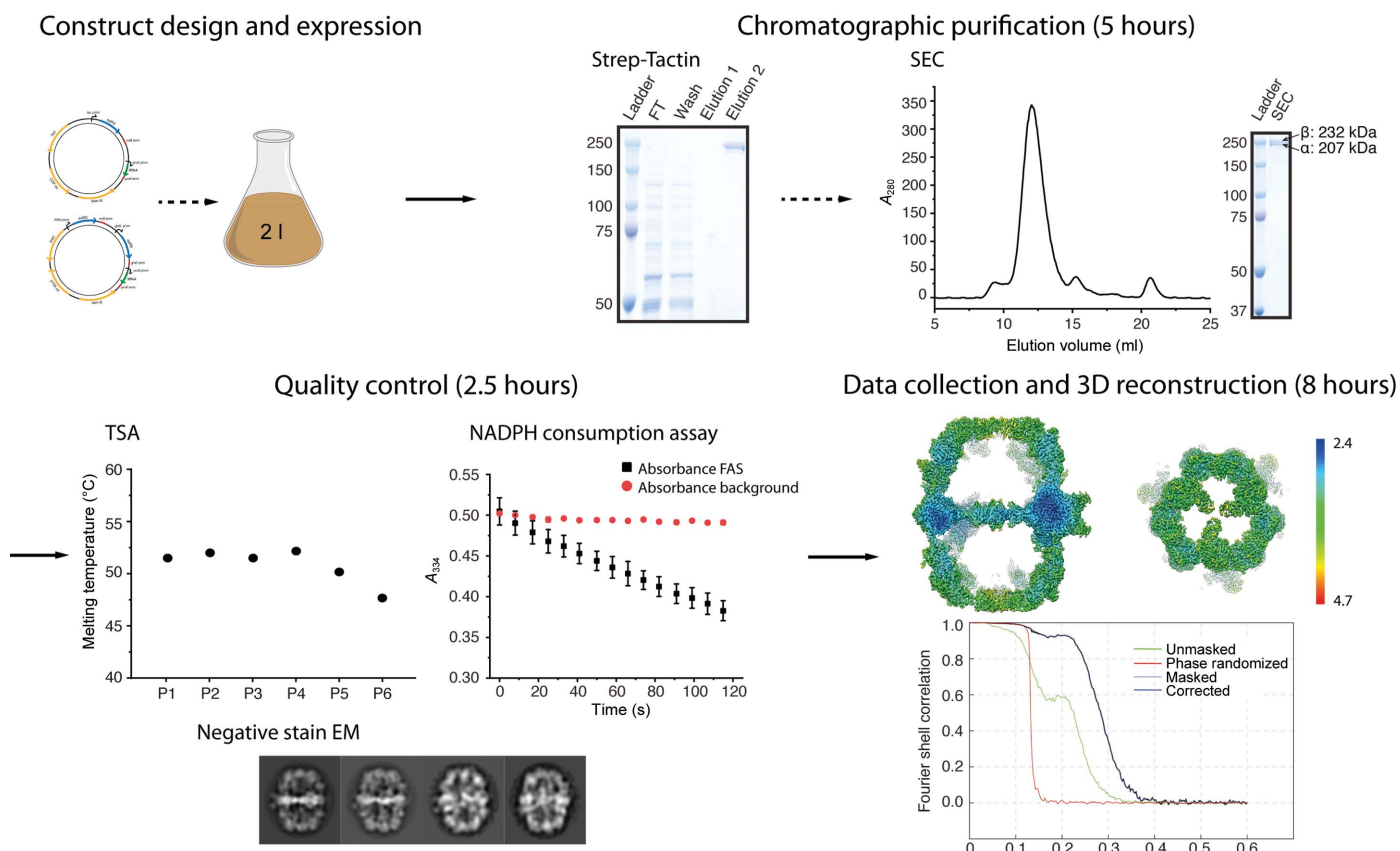 Construct design and expression
Chromatographic purification (5 hours)
Strep-Tactin
SEC
Ladder
FT
Wash
Elution 1
Elution 2
250
150
100
75
50
2 l
A280
350
300
250
200
150
100
50
0
5
10
15
20
25
Elution volume (ml)
Ladder
SEC
250
150
100
75
50
37
β: 232 kDa
α: 207 kDa
Quality control (2.5 hours)
Data collection and 3D reconstruction (8 hours)
TSA
Melting temperature (°C)
60
55
50
45
40
P1
P2
P3
P4
P5
P6
NADPH consumption assay
Absorbance FAS
Absorbance background
A334
0.55
0.50
0.45
0.40
0.35
0.30
0
20
40
60
80
100
120
Time (s)
Negative stain EM
2.4
4.7
Fourier shell correlation
1.0
0.8
0.6
0.4
0.2
0.0
Unmasked
Phase randomized
Masked
Corrected
0
0.1
0.2
0.3
0.4
0.5
0.6